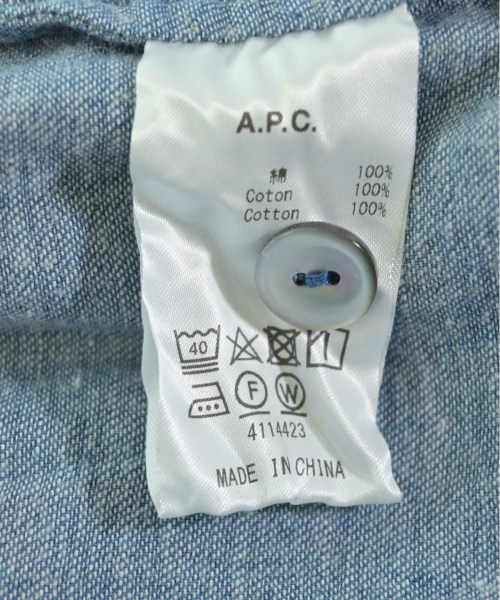 A.P.C.
綿 100%
Coton 100%
Cotton 100%
40
F W
4114423
MADE IN CHINA